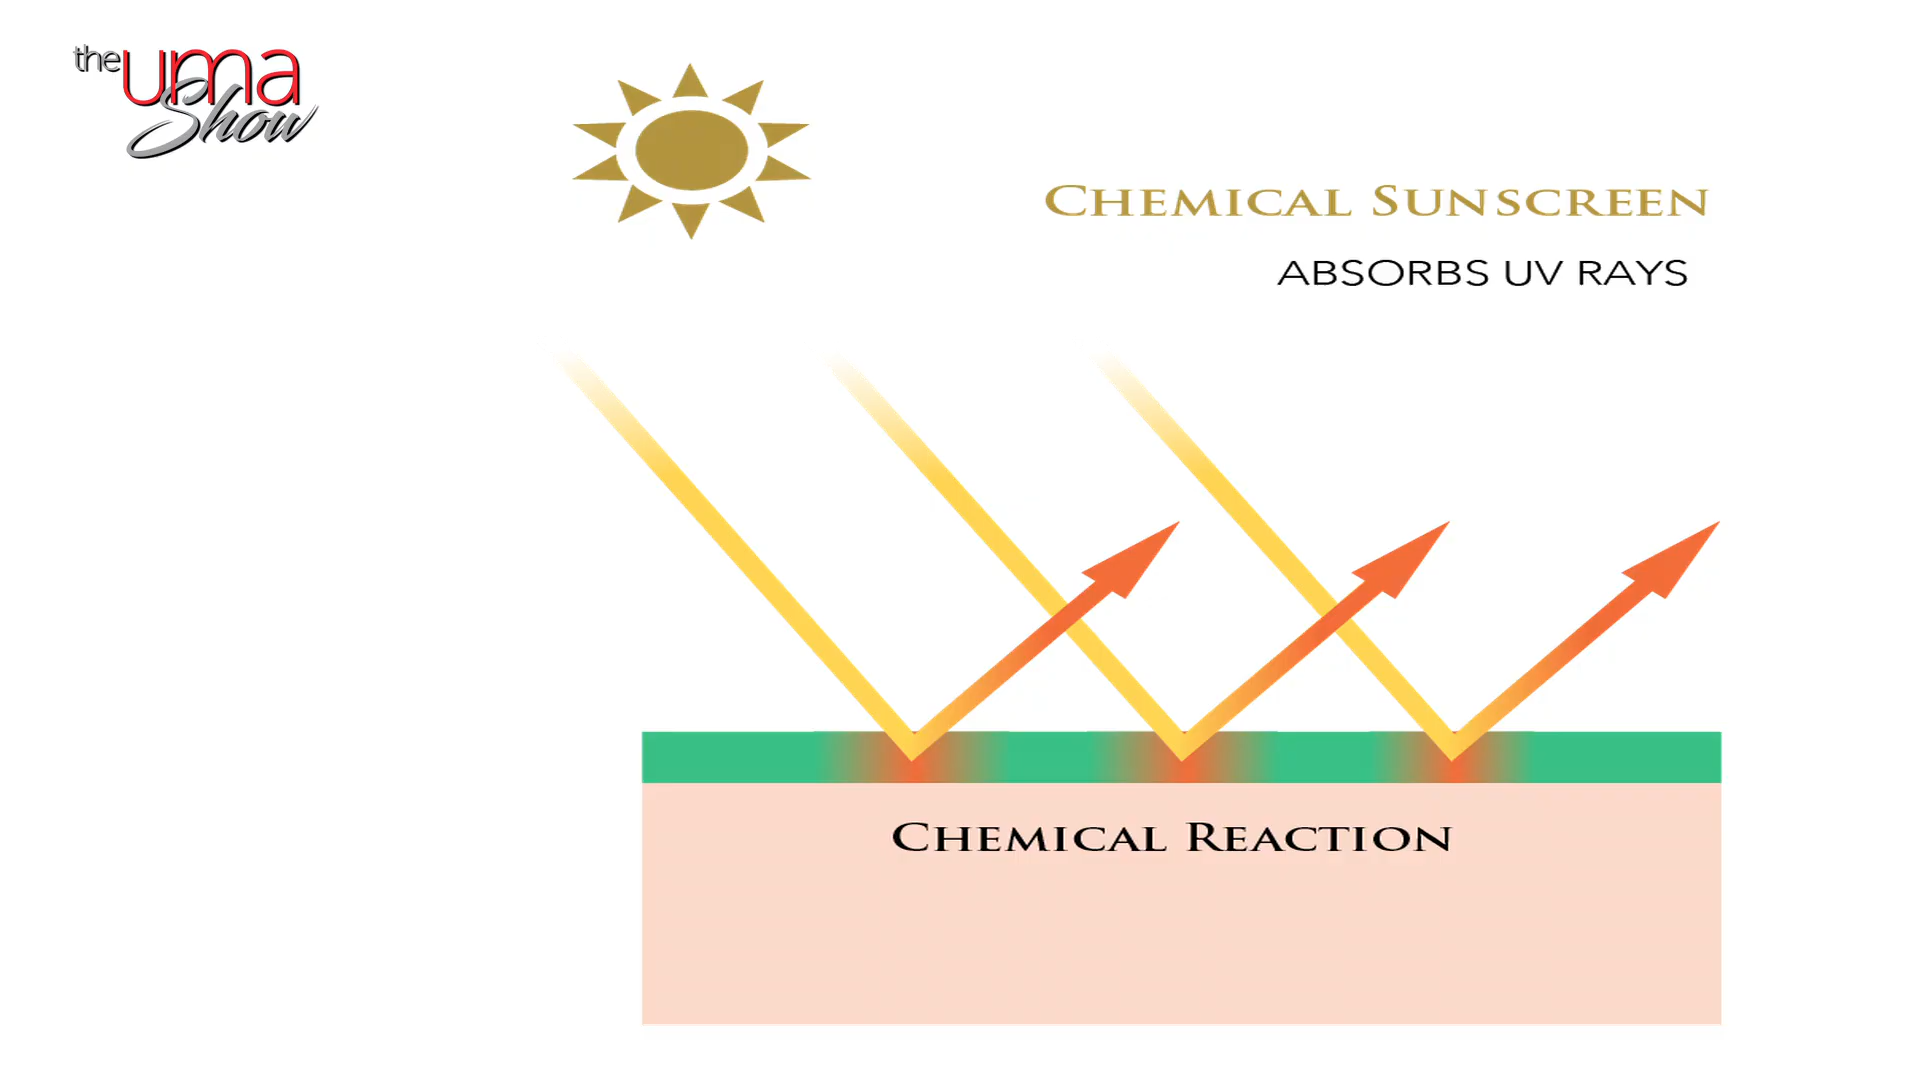 the uma
Show
CHEMICAL SUNSCREEN
ABSORBS UV RAYS
CHEMICAL REACTION